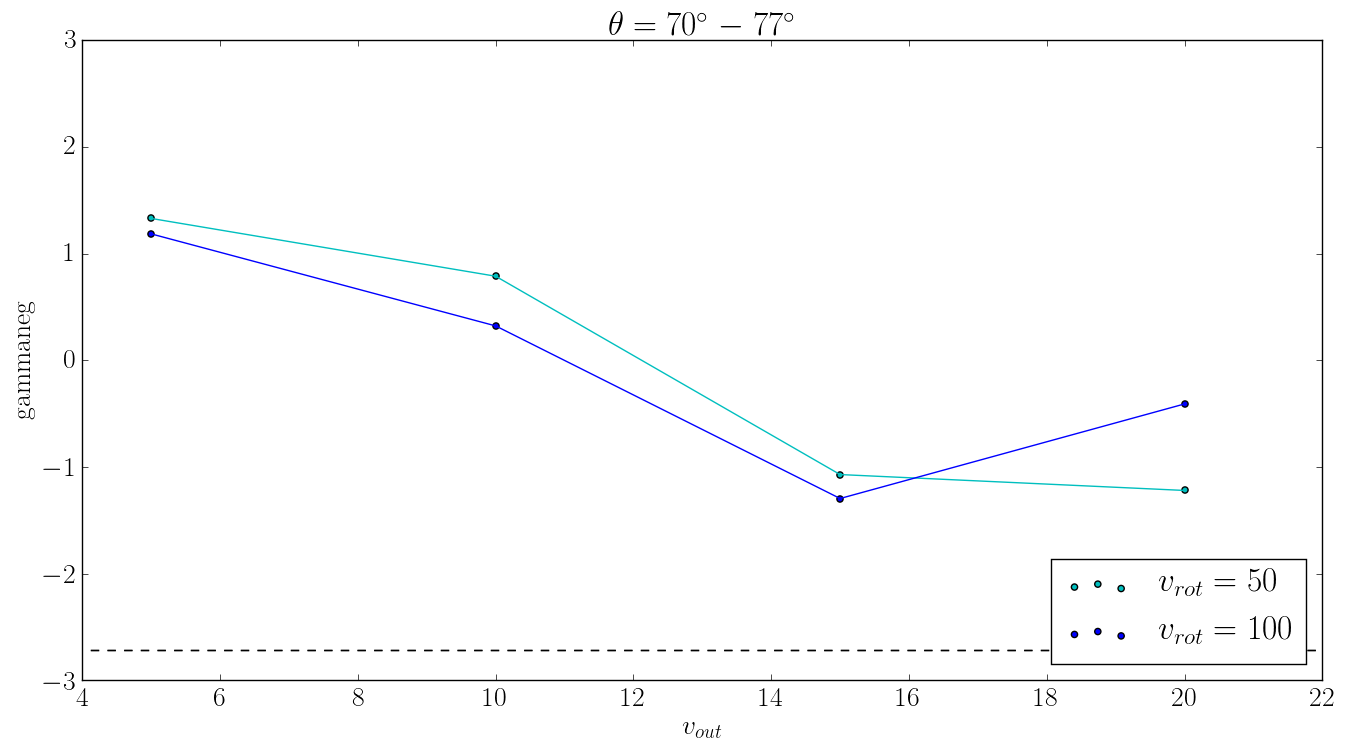 θ = 70° − 77°
3
2
1
0
−1
−2
−3
gammaneg
4 6 8 10 12 14 16 18 20 22
v_out
v_rot = 50
v_rot = 100